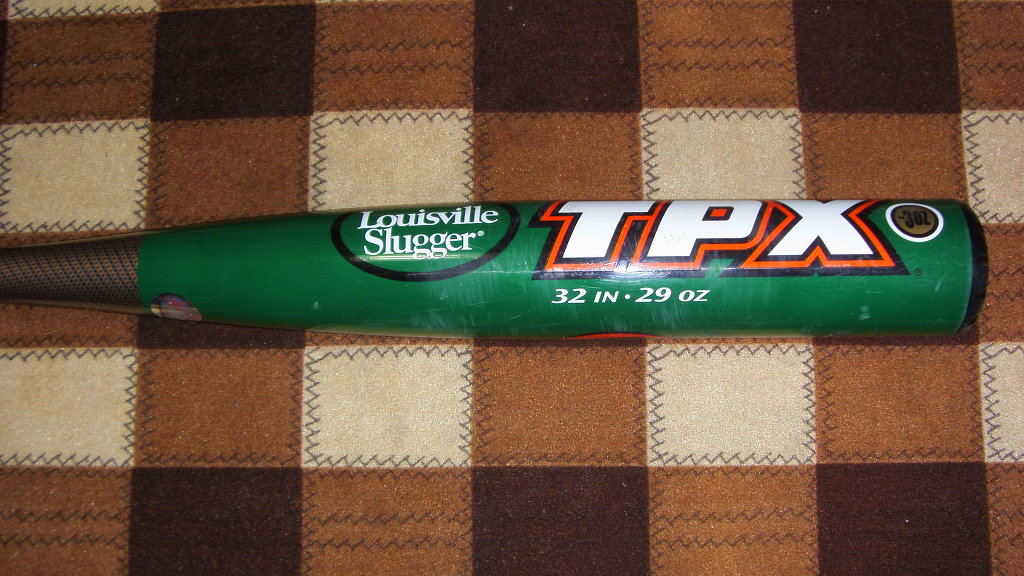 Louisville
Slugger®
TPX®
-3OZ
32 IN · 29 OZ